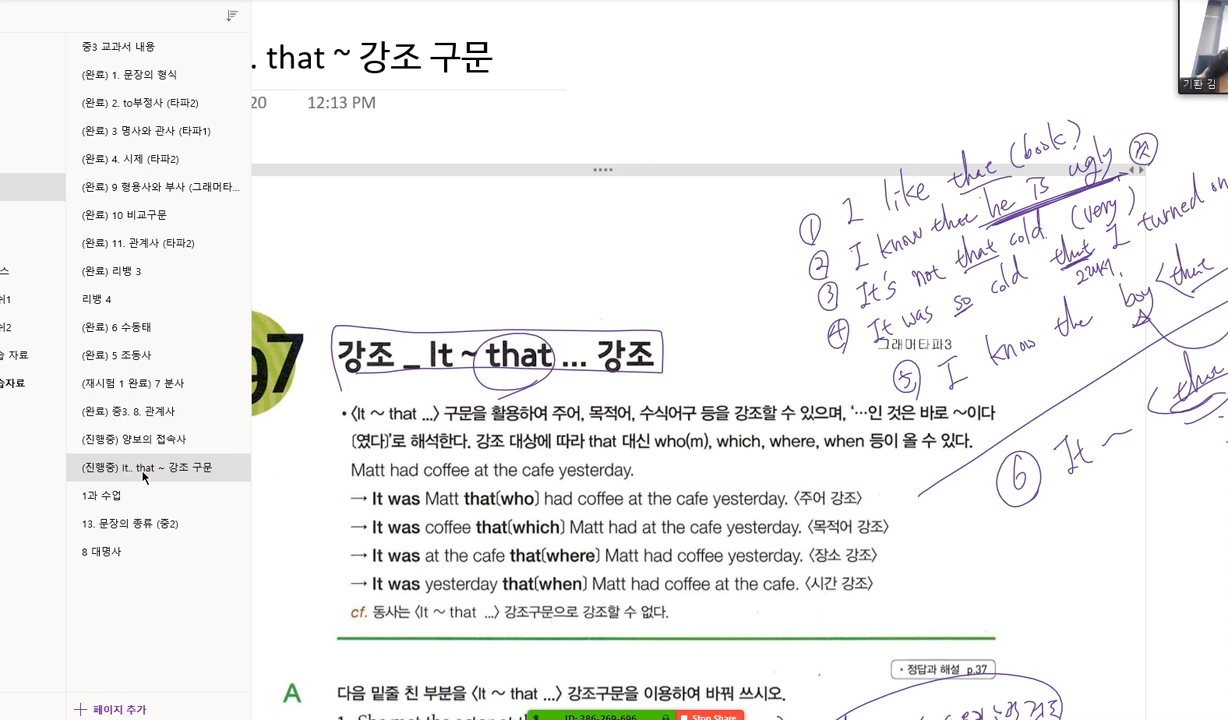 . that ~ 강조 구문
20 12:13 PM
기환 김
중3 교과서 내용
(완료) 1. 문장의 형식
(완료) 2. to부정사 (타파2)
(완료) 3 명사와 관사 (타파1)
(완료) 4. 시제 (타파2)
(완료) 9 형용사와 부사 (그래머타...
(완료) 10 비교구문
(완료) 11. 관계사 (타파2)
(완료) 리뱅 3
리뱅 4
(완료) 6 수동태
(완료) 5 조동사
(재시험 1 완료) 7 분사
(완료) 중3. 8. 관계사
(진행중) 양보의 접속사
(진행중) It.. that ~ 강조 구문
1과 수업
13. 문장의 종류 (중2)
8 대명사
페이지 추가
스
쉬1
쉬2
습 자료
습자료
① I like that (book?)
② I know that he is ugly
③ It's not that cold. (very)
④ It was so cold that I turned on
⑤ I know the boy that
⑥ It ~
그래머타파3
97 강조 _ It ~ that ... 강조
• 〈It ~ that ...〉 구문을 활용하여 주어, 목적어, 수식어구 등을 강조할 수 있으며, ‘…인 것은 바로 ~이다
〔였다〕’로 해석한다. 강조 대상에 따라 that 대신 who(m), which, where, when 등이 올 수 있다.
Matt had coffee at the cafe yesterday.
→ It was Matt that〔who〕 had coffee at the cafe yesterday. 〈주어 강조〉
→ It was coffee that〔which〕 Matt had at the cafe yesterday. 〈목적어 강조〉
→ It was at the cafe that〔where〕 Matt had coffee yesterday. 〈장소 강조〉
→ It was yesterday that〔when〕 Matt had coffee at the cafe. 〈시간 강조〉
cf. 동사는 〈It ~ that ...〉 강조구문으로 강조할 수 없다.
• 정답과 해설 p.37
A 다음 밑줄 친 부분을 〈It ~ that ...〉 강조구문을 이용하여 바꿔 쓰시오.
ID: 386-269-696 Stop Share